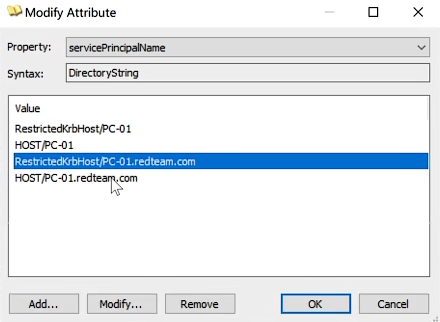 Modify Attribute
Property: servicePrincipalName
Syntax: DirectoryString
Value
RestrictedKrbHost/PC-01
HOST/PC-01
RestrictedKrbHost/PC-01.redteam.com
HOST/PC-01.redteam.com
Add... Modify... Remove OK Cancel